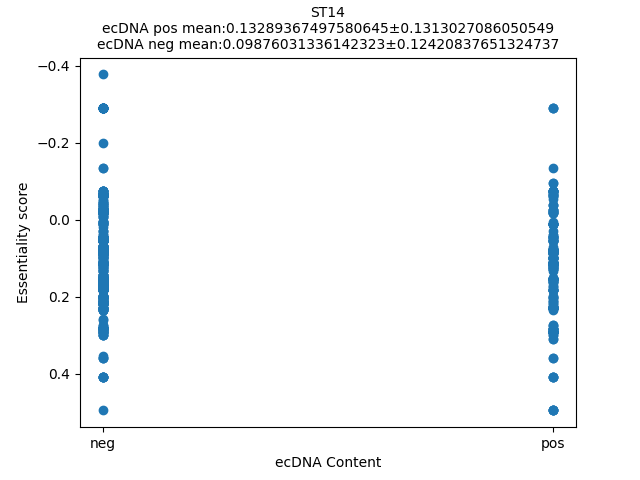 ST14
ecDNA pos mean:0.13289367497580645±0.1313027086050549
ecDNA neg mean:0.09876031336142323±0.12420837651324737
−0.4
−0.2
0.0
0.2
0.4
Essentiality score
neg
pos
ecDNA Content